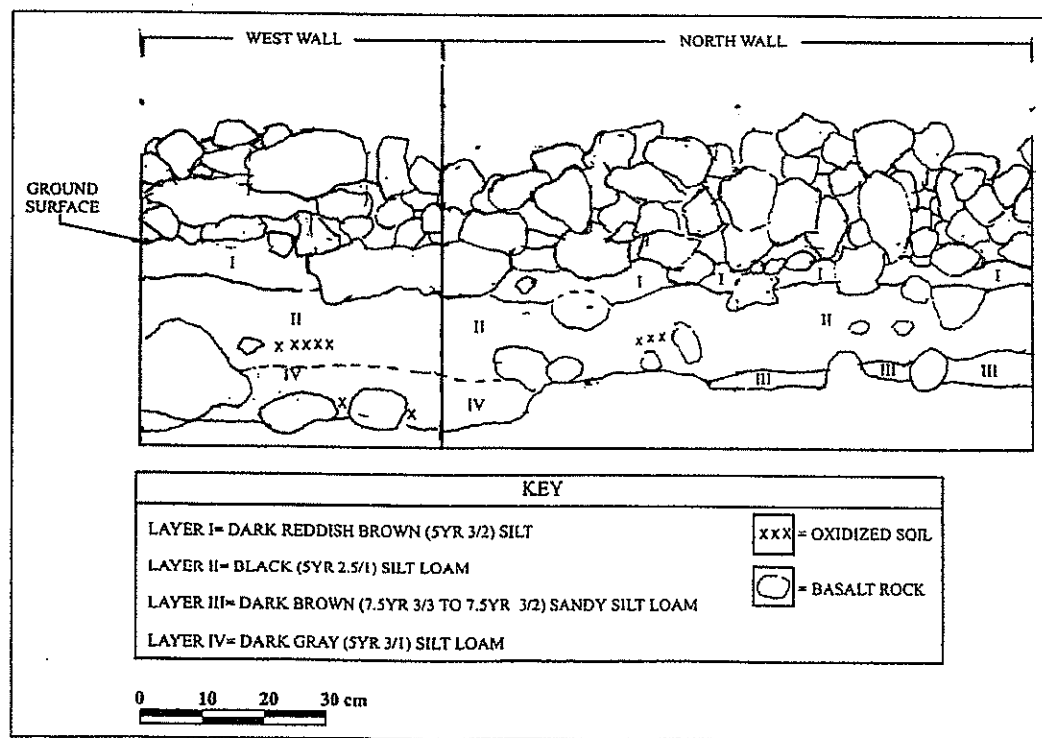 WEST WALL
NORTH WALL
GROUND
SURFACE
I
I
I
I
I
II
II
II
x xxxx
xxx
IV
III
III
III
x
x
IV
KEY
LAYER I= DARK REDDISH BROWN (5YR 3/2) SILT
LAYER II= BLACK (5YR 2.5/1) SILT LOAM
LAYER III= DARK BROWN (7.5YR 3/3 TO 7.5YR 3/2) SANDY SILT LOAM
LAYER IV= DARK GRAY (5YR 3/1) SILT LOAM
xxx = OXIDIZED SOIL
= BASALT ROCK
0 10 20 30 cm